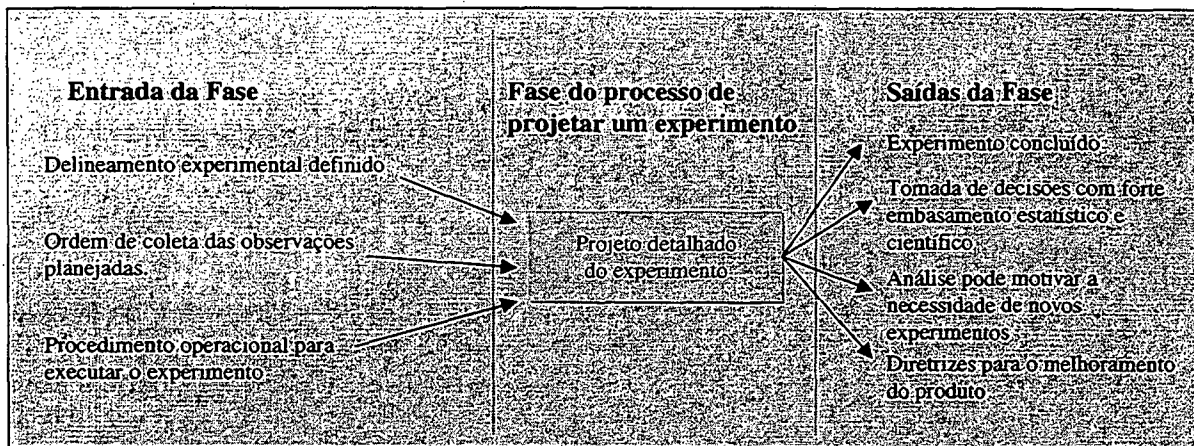 Entrada da Fase
Delineamento experimental definido
Ordem de coleta das observações
planejadas.
Procedimento operacional para
executar o experimento
Fase do processo de
projetar um experimento
Projeto detalhado
do experimento
Saídas da Fase
Experimento concluído
Tomada de decisões com forte
embasamento estatístico e
científico
Análise pode motivar a
necessidade de novos
experimentos
Diretrizes para o melhoramento
do produto